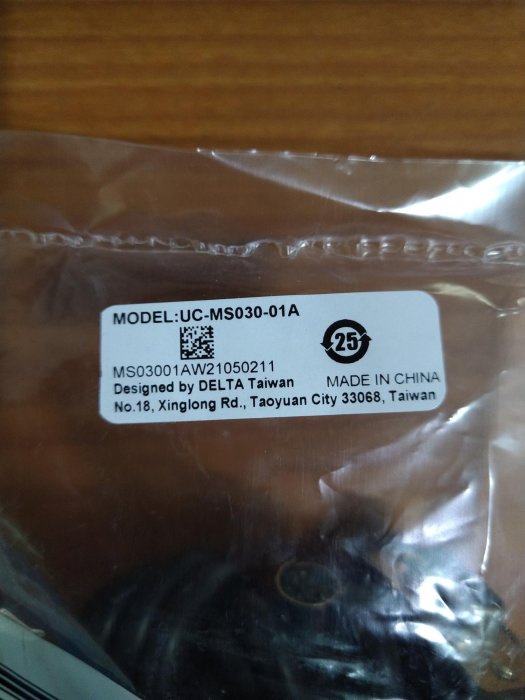 MODEL:UC-MS030-01A
25
MS03001AW21050211
Designed by DELTA Taiwan
MADE IN CHINA
No.18, Xinglong Rd., Taoyuan City 33068, Taiwan